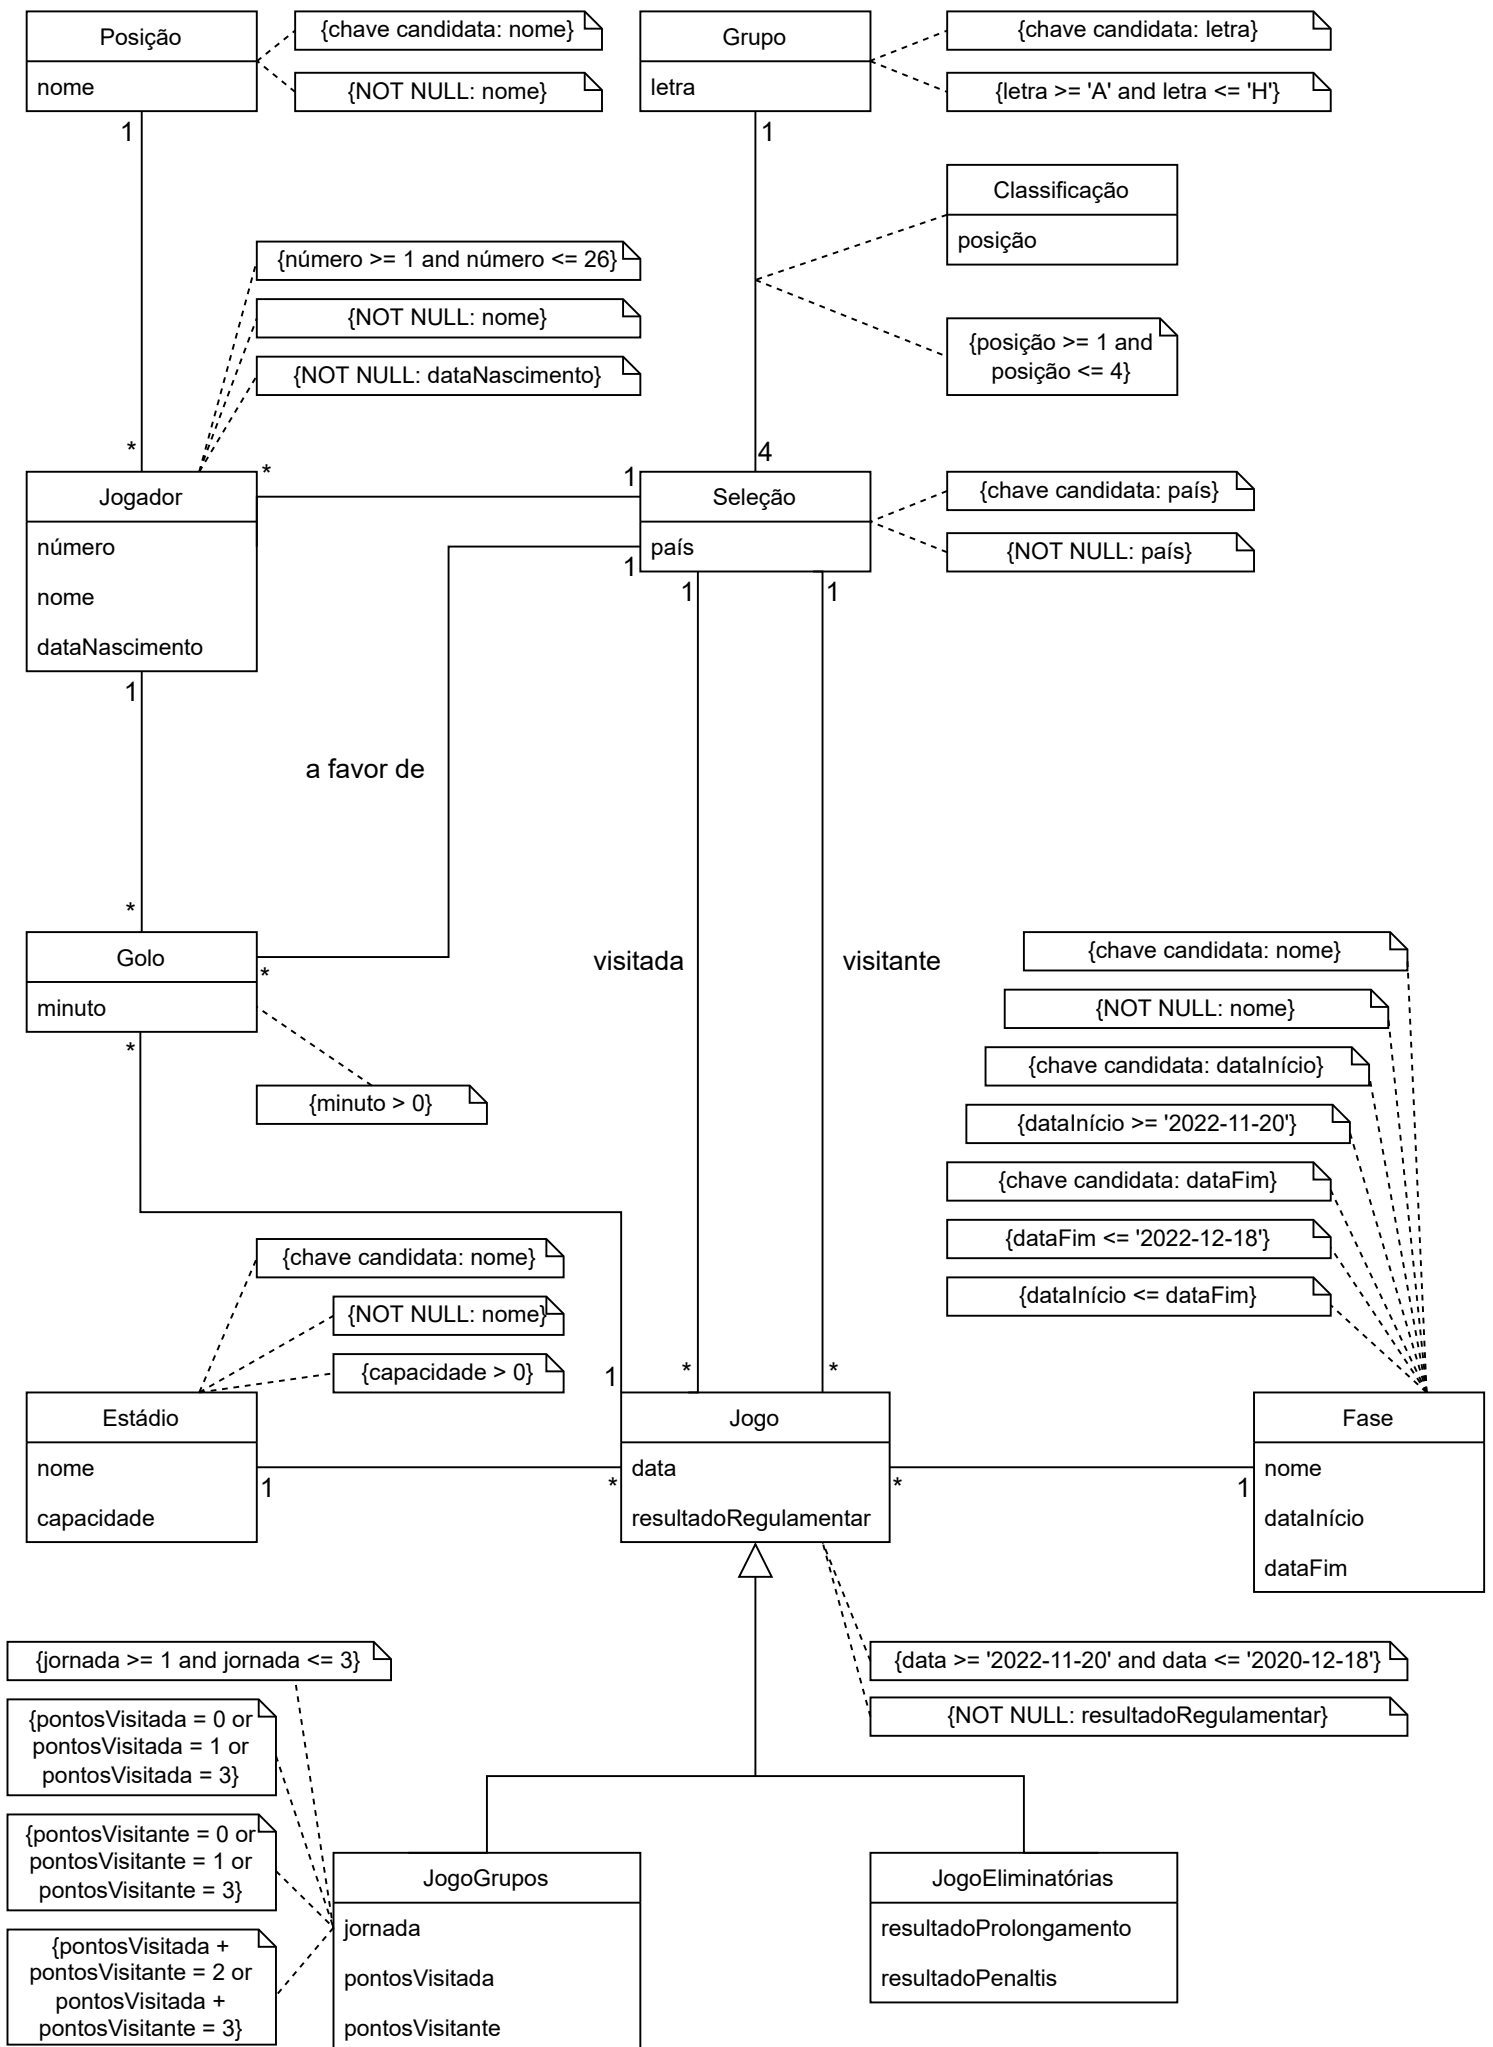 Posição
nome
{chave candidata: nome}
{NOT NULL: nome}
Grupo
letra
{chave candidata: letra}
{letra >= 'A' and letra <= 'H'}
1
1
Classificação
posição
{posição >= 1 and
posição <= 4}
{número >= 1 and número <= 26}
{NOT NULL: nome}
{NOT NULL: dataNascimento}
*
*
1
4
Jogador
número
nome
dataNascimento
Seleção
país
{chave candidata: país}
{NOT NULL: país}
1
1
1
1
a favor de
visitada
visitante
*
Golo
minuto
*
*
{minuto > 0}
{chave candidata: nome}
{NOT NULL: nome}
{chave candidata: dataInício}
{dataInício >= '2022-11-20'}
{chave candidata: dataFim}
{dataFim <= '2022-12-18'}
{dataInício <= dataFim}
{chave candidata: nome}
{NOT NULL: nome}
{capacidade > 0}
1
*
*
Estádio
nome
capacidade
1
*
Jogo
data
resultadoRegulamentar
*
1
Fase
nome
dataInício
dataFim
{data >= '2022-11-20' and data <= '2020-12-18'}
{NOT NULL: resultadoRegulamentar}
{jornada >= 1 and jornada <= 3}
{pontosVisitada = 0 or
pontosVisitada = 1 or
pontosVisitada = 3}
{pontosVisitante = 0 or
pontosVisitante = 1 or
pontosVisitante = 3}
{pontosVisitada +
pontosVisitante = 2 or
pontosVisitada +
pontosVisitante = 3}
JogoGrupos
jornada
pontosVisitada
pontosVisitante
JogoEliminatórias
resultadoProlongamento
resultadoPenaltis